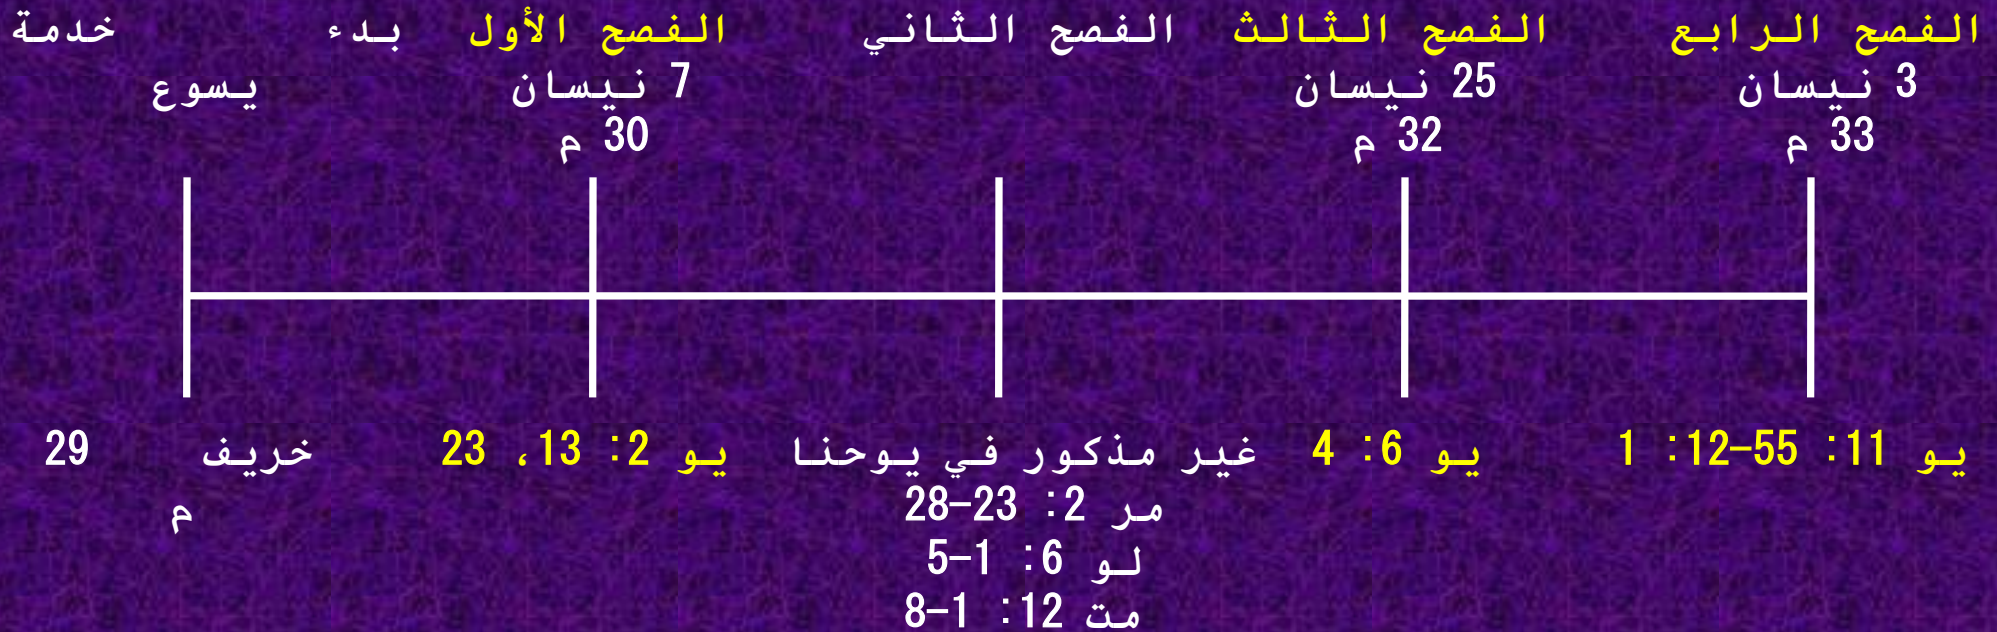 بدء خدمة
يسوع
الفصح الأول
7 نيسان
30 م
الفصح الثاني
الفصح الثالث
25 نيسان
32 م
الفصح الرابع
3 نيسان
33 م
خريف 29
م
يو 2: 13، 23
غير مذكور في يوحنا
مر 2: 23-28
لو 6: 1-5
مت 12: 1-8
يو 6: 4
يو 11: 55-12: 1